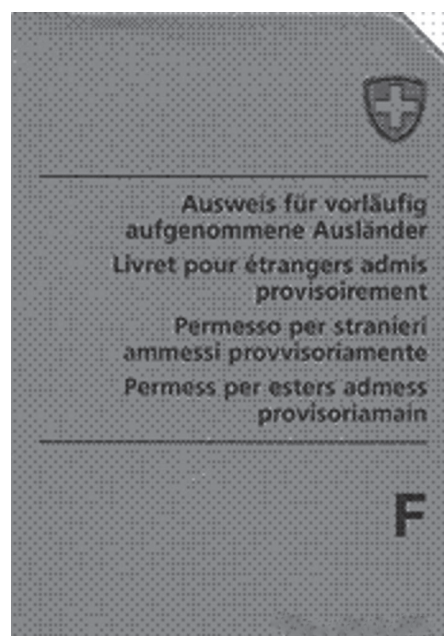 Ausweis für vorläufig
aufgenommene Ausländer
Livret pour étrangers admis
provisoirement
Permesso per stranieri
ammessi provvisoriamente
Permess per esters admess
provisoriamain
F